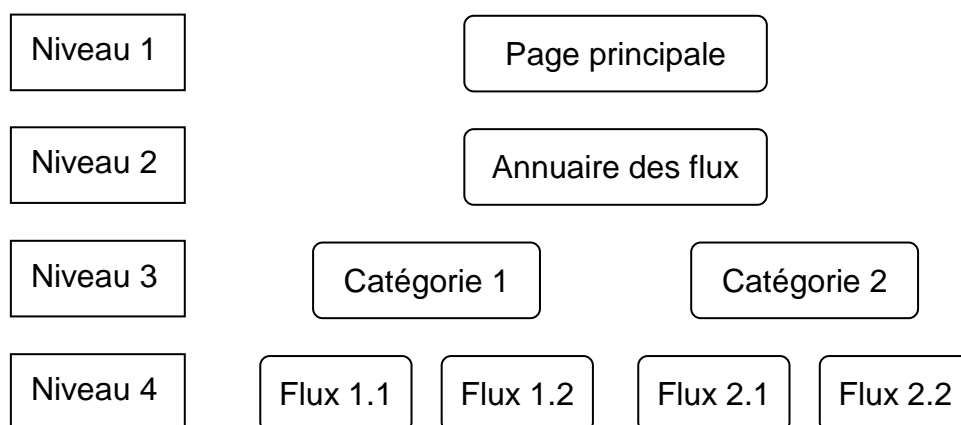 Niveau 1
Page principale
Niveau 2
Annuaire des flux
Niveau 3
Catégorie 1
Catégorie 2
Niveau 4
Flux 1.1
Flux 1.2
Flux 2.1
Flux 2.2